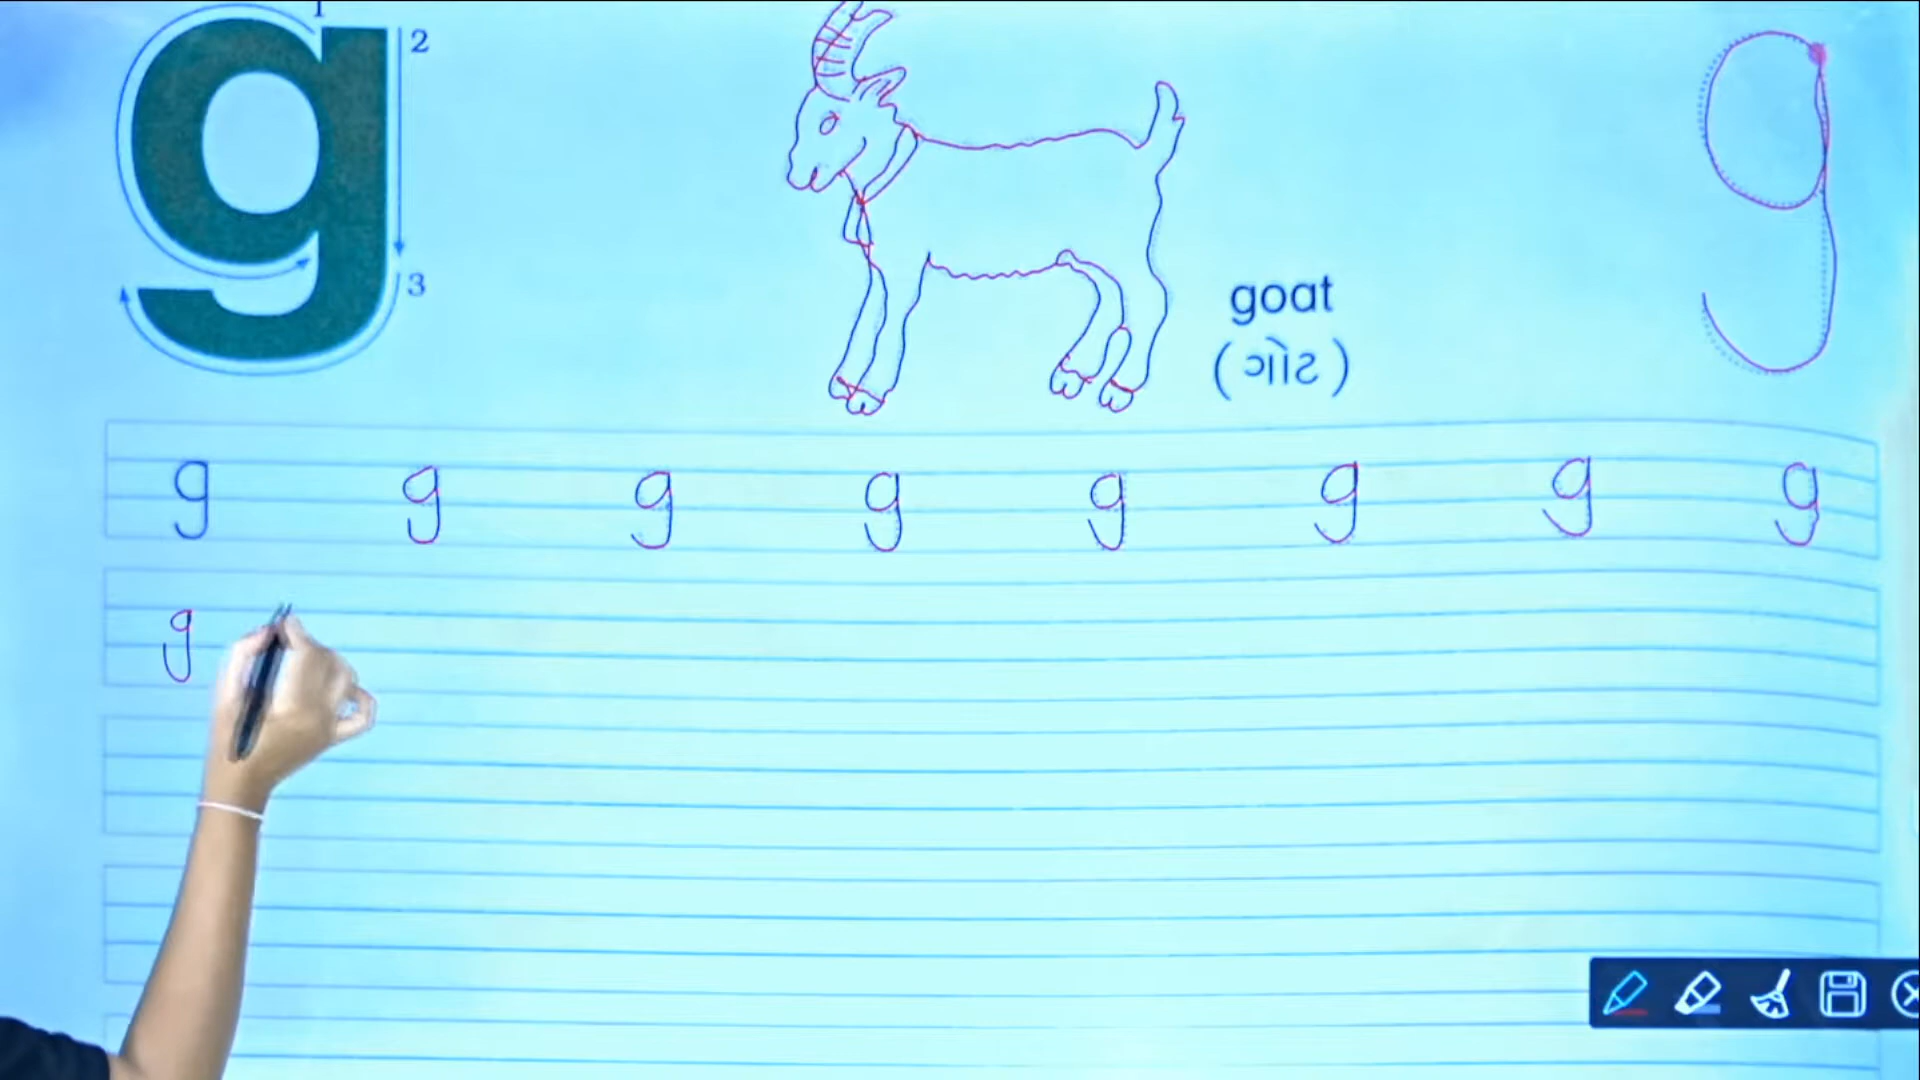 g 1 2 3 g
goat
(ગોટ)
g g g g g g g g
g